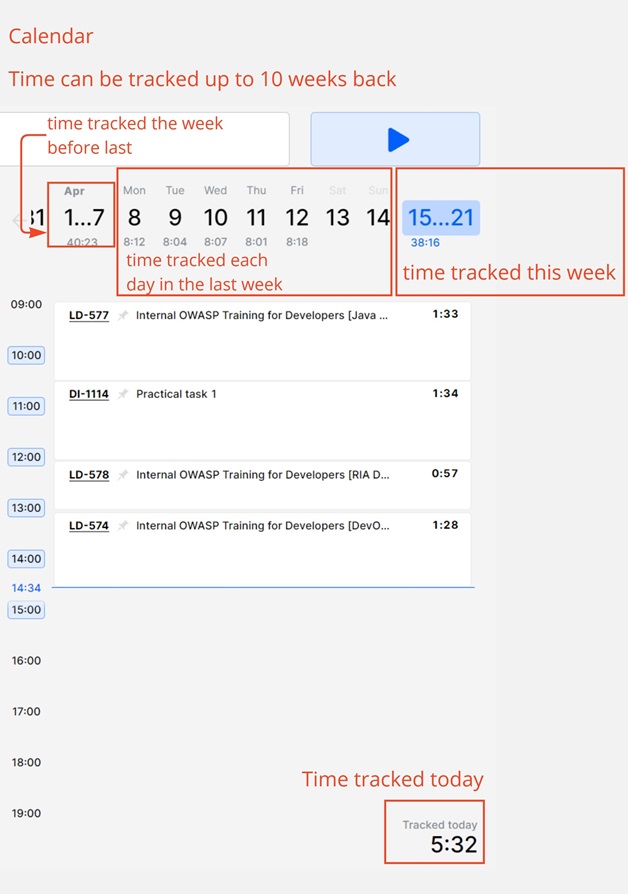 Calendar
Time can be tracked up to 10 weeks back
time tracked the week
before last
Apr Mon Tue Wed Thu Fri Sat Sun
31 1...7 8 9 10 11 12 13 14 15...21
40:23 8:12 8:04 8:07 8:01 8:18 38:16
time tracked each
day in the last week
time tracked this week
09:00 LD-577 Internal OWASP Training for Developers [Java ... 1:33
10:00
DI-1114 Practical task 1 1:34
11:00
12:00
LD-578 Internal OWASP Training for Developers [RIA D... 0:57
13:00
LD-574 Internal OWASP Training for Developers [DevO... 1:28
14:00
14:34
15:00
16:00
17:00
18:00
Time tracked today
19:00
Tracked today
5:32